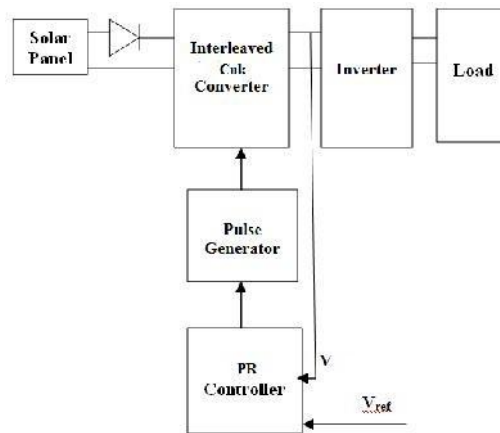 Solar
Panel
Interleaved
Cuk
Converter
Inverter
Load
Pulse
Generator
PR
Controller
V
Vref